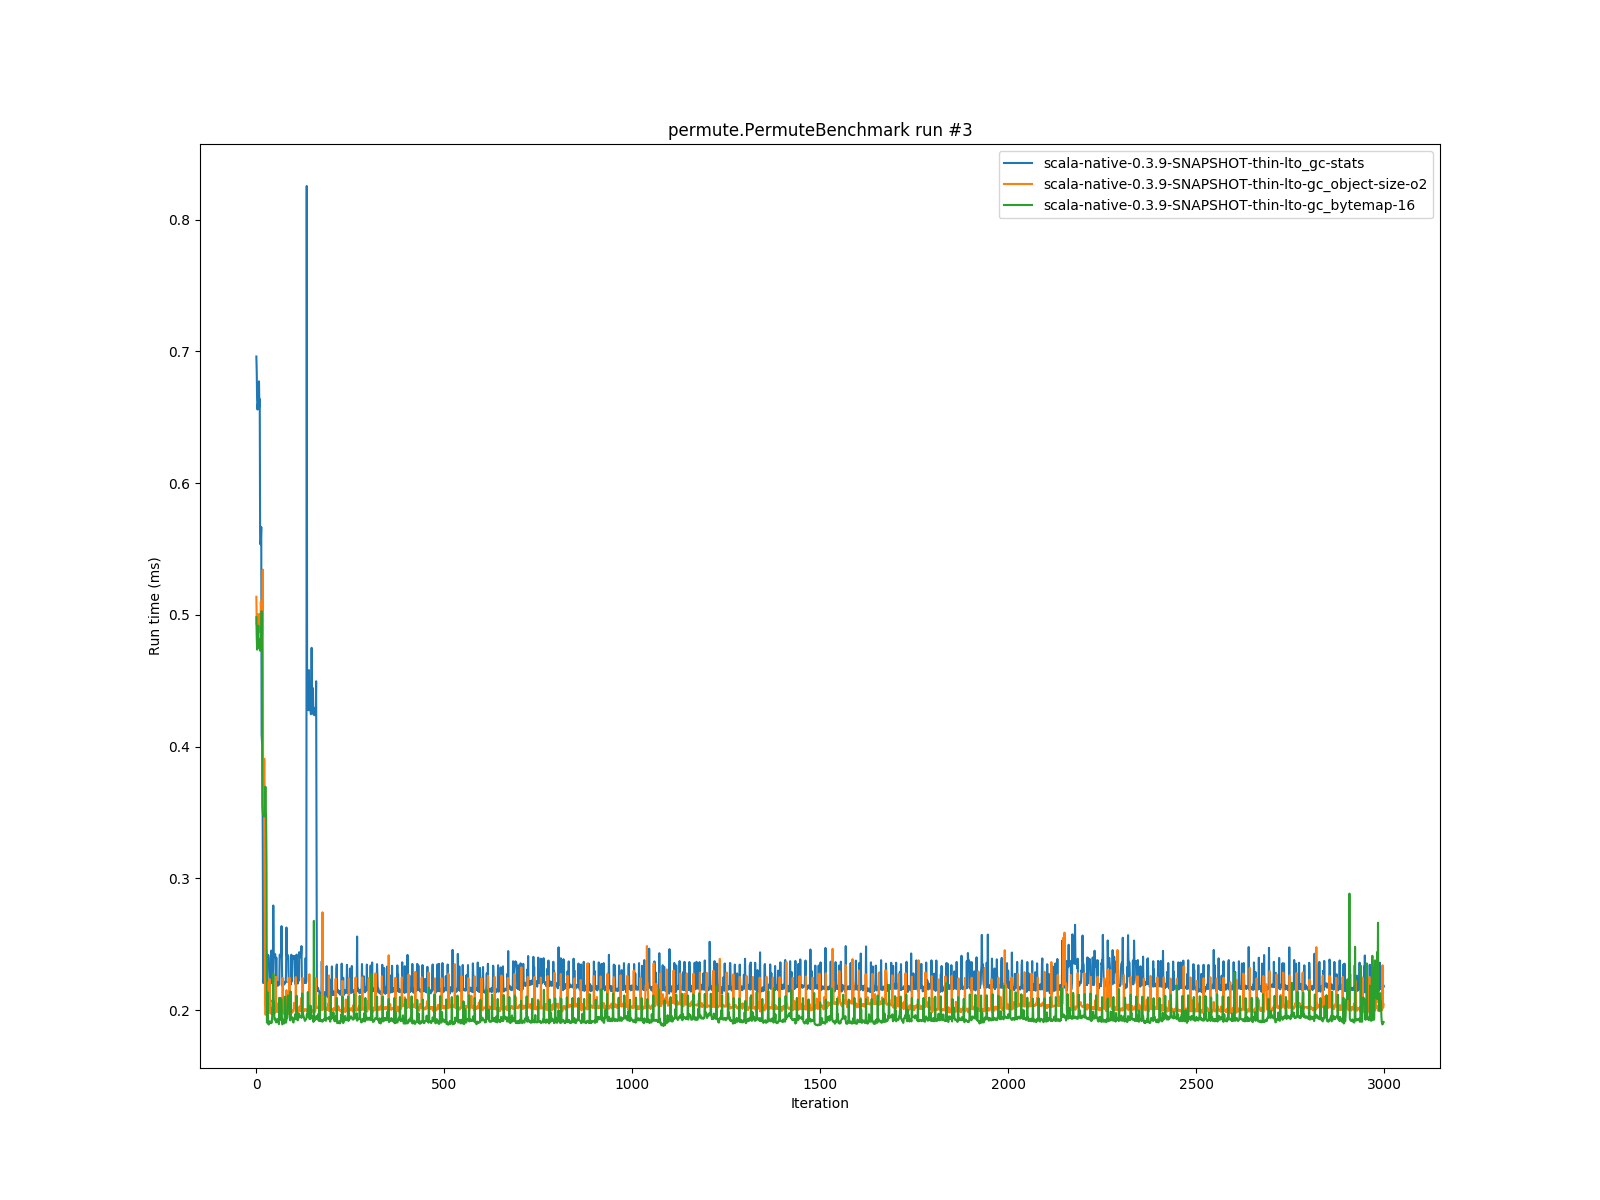 permute.PermuteBenchmark run #3
scala-native-0.3.9-SNAPSHOT-thin-lto_gc-stats
scala-native-0.3.9-SNAPSHOT-thin-lto-gc_object-size-o2
scala-native-0.3.9-SNAPSHOT-thin-lto-gc_bytemap-16
Run time (ms)
0.8
0.7
0.6
0.5
0.4
0.3
0.2
0 500 1000 1500 2000 2500 3000
Iteration